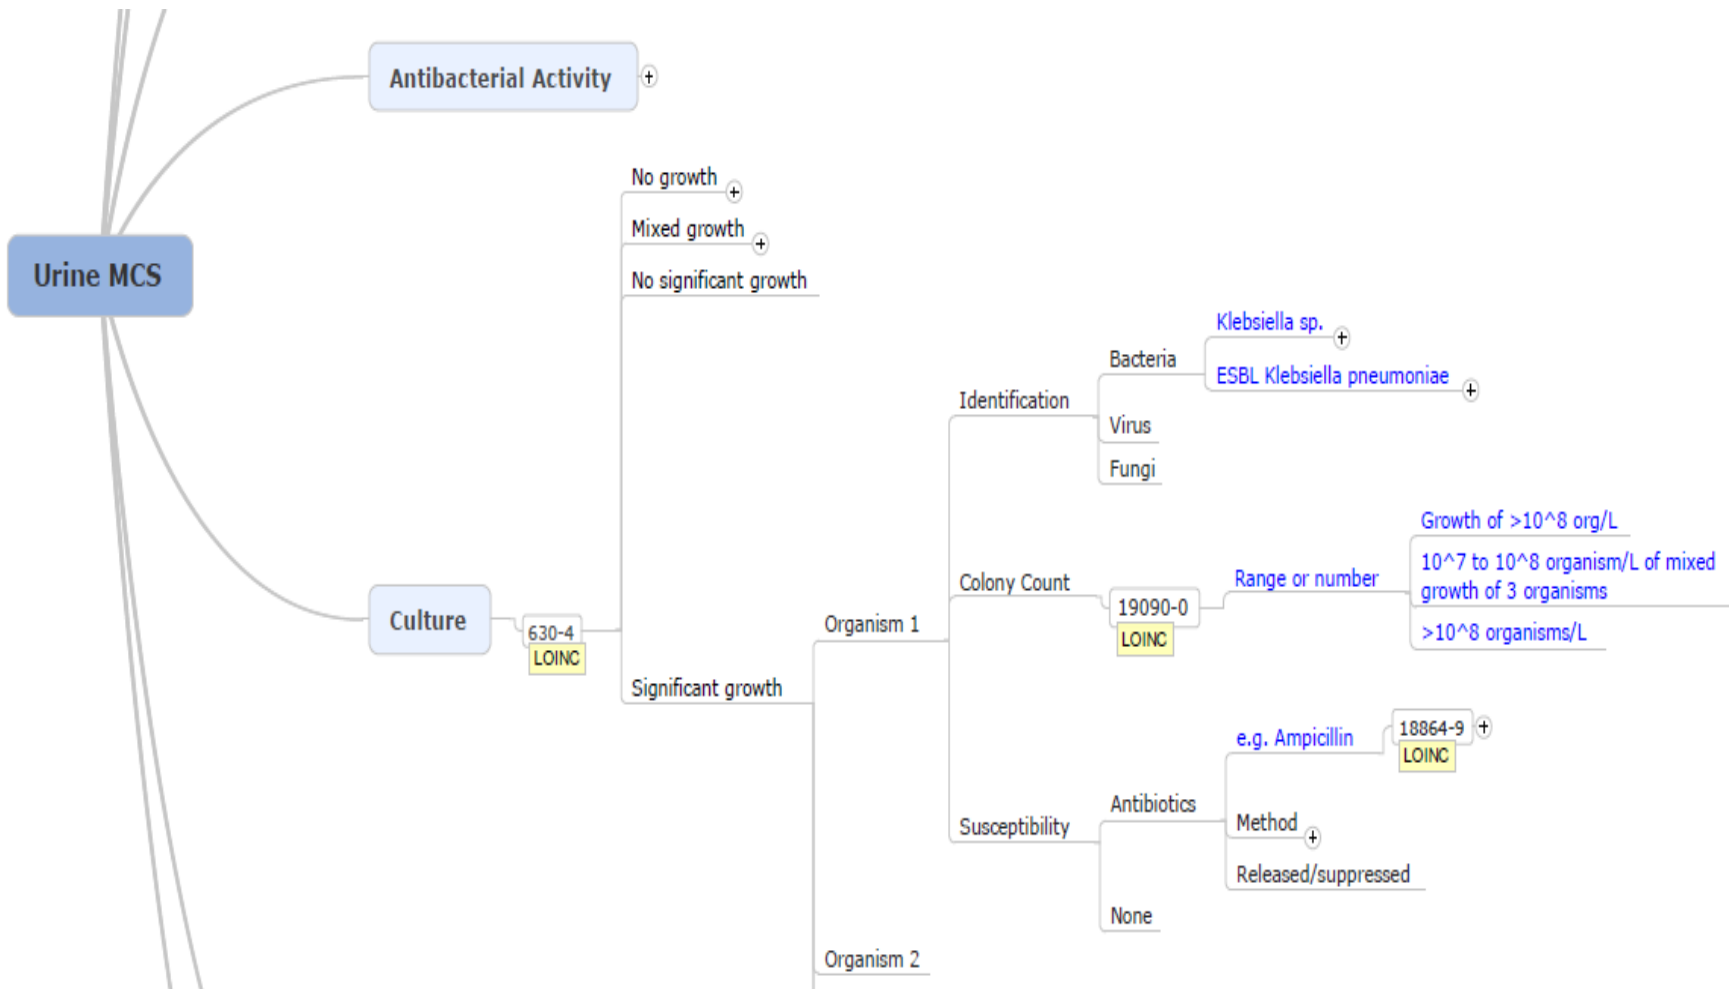 Antibacterial Activity
No growth
Mixed growth
No significant growth
Urine MCS
Klebsiella sp.
Bacteria
ESBL Klebsiella pneumoniae
Identification
Virus
Fungi
Growth of >10^8 org/L
10^7 to 10^8 organism/L of mixed
growth of 3 organisms
Colony Count
19090-0
LOINC
Range or number
>10^8 organisms/L
Culture
630-4
LOINC
Organism 1
Significant growth
e.g. Ampicillin
18864-9
LOINC
Antibiotics
Susceptibility
Method
Released/suppressed
None
Organism 2